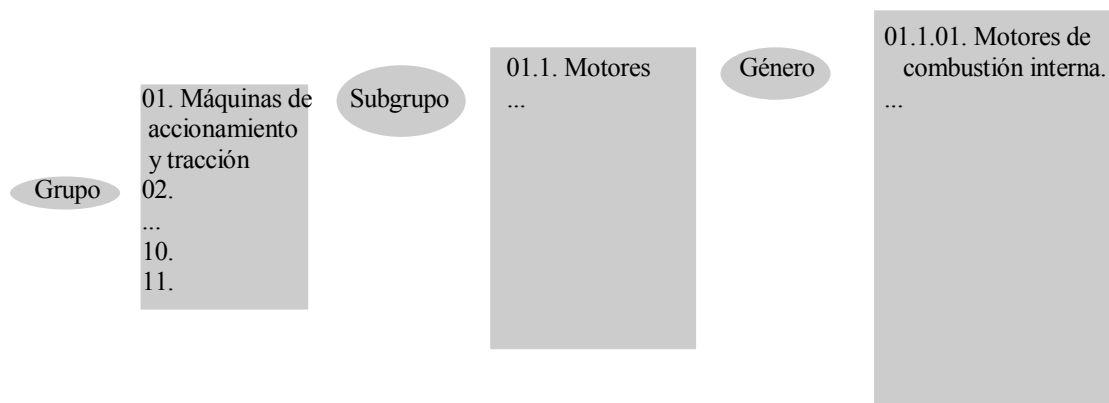 Grupo
01. Máquinas de
accionamiento
y tracción
02.
...
10.
11.
Subgrupo
01.1. Motores
...
Género
01.1.01. Motores de
combustión interna.
...